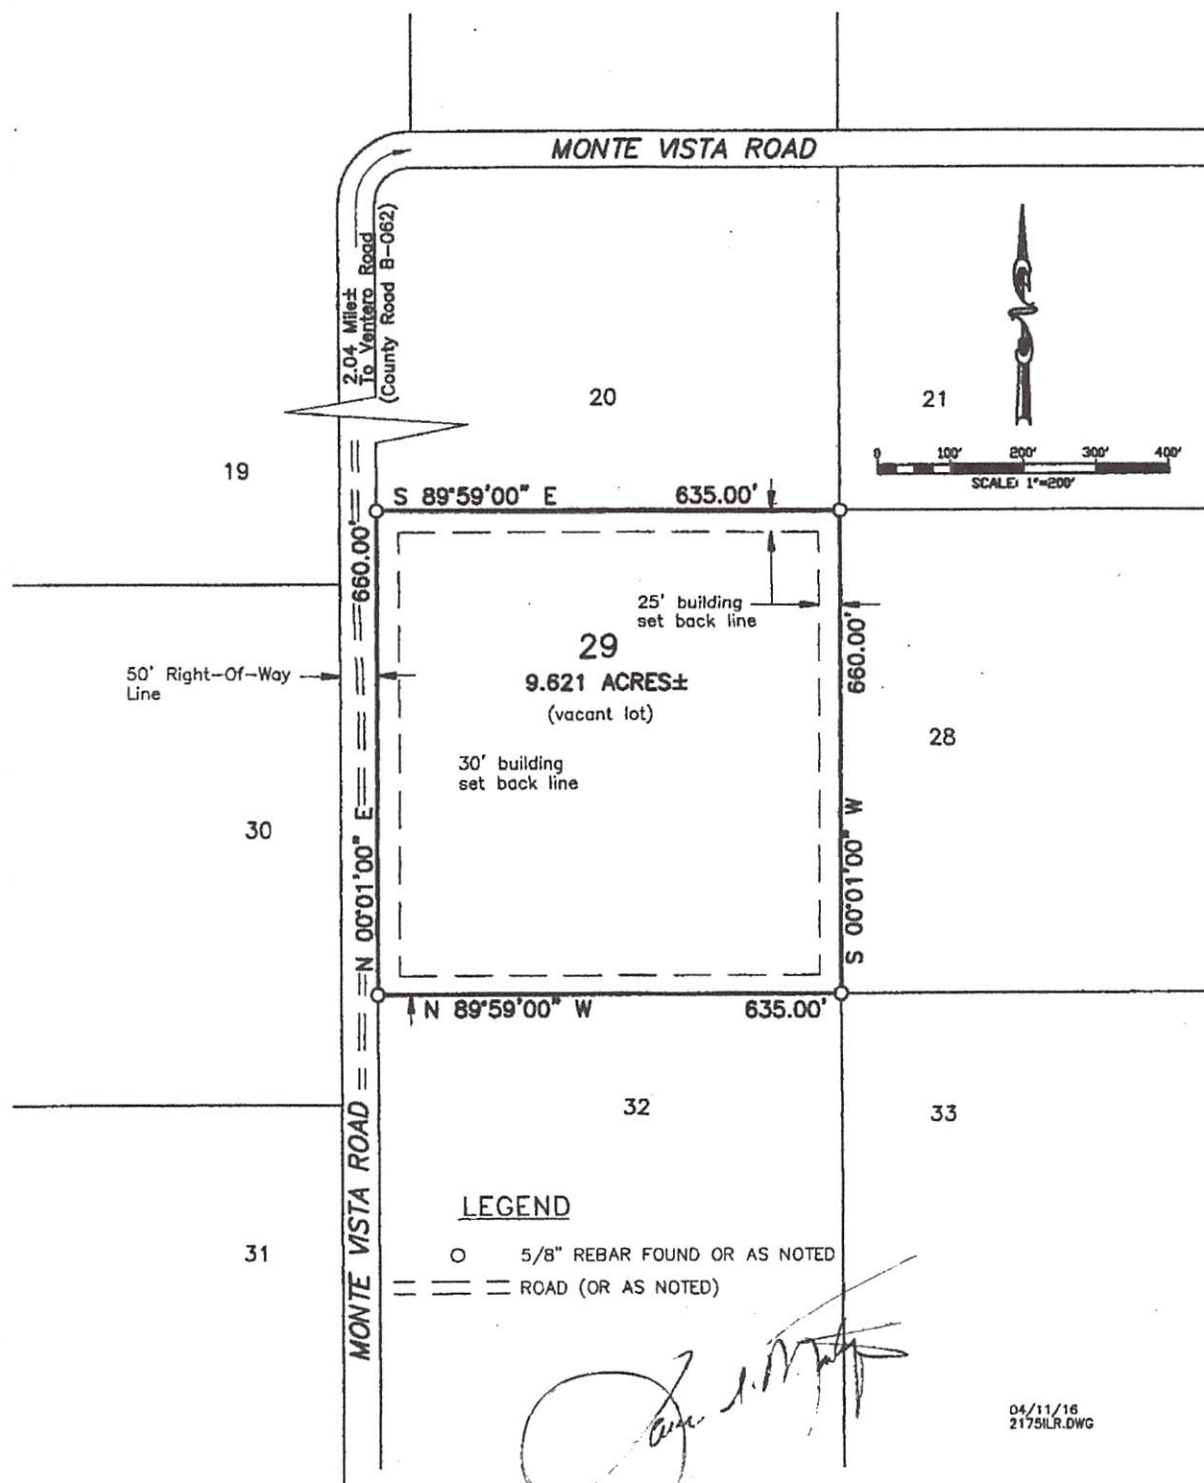 MONTE VISTA ROAD
2.04 Mile±
To Ventero Road
(County Road B-062)
20
21
0 100' 200' 300' 400'
SCALE: 1"=200'
19
S 89°59'00" E 635.00'
N 00°01'00" E 660.00'
25' building
set back line
29
9.621 ACRES±
(vacant lot)
50' Right-Of-Way
Line
660.00'
S 00°01'00" W
28
30' building
set back line
30
N 89°59'00" W 635.00'
32
33
MONTE VISTA ROAD
31
LEGEND
5/8" REBAR FOUND OR AS NOTED
ROAD (OR AS NOTED)
04/11/16